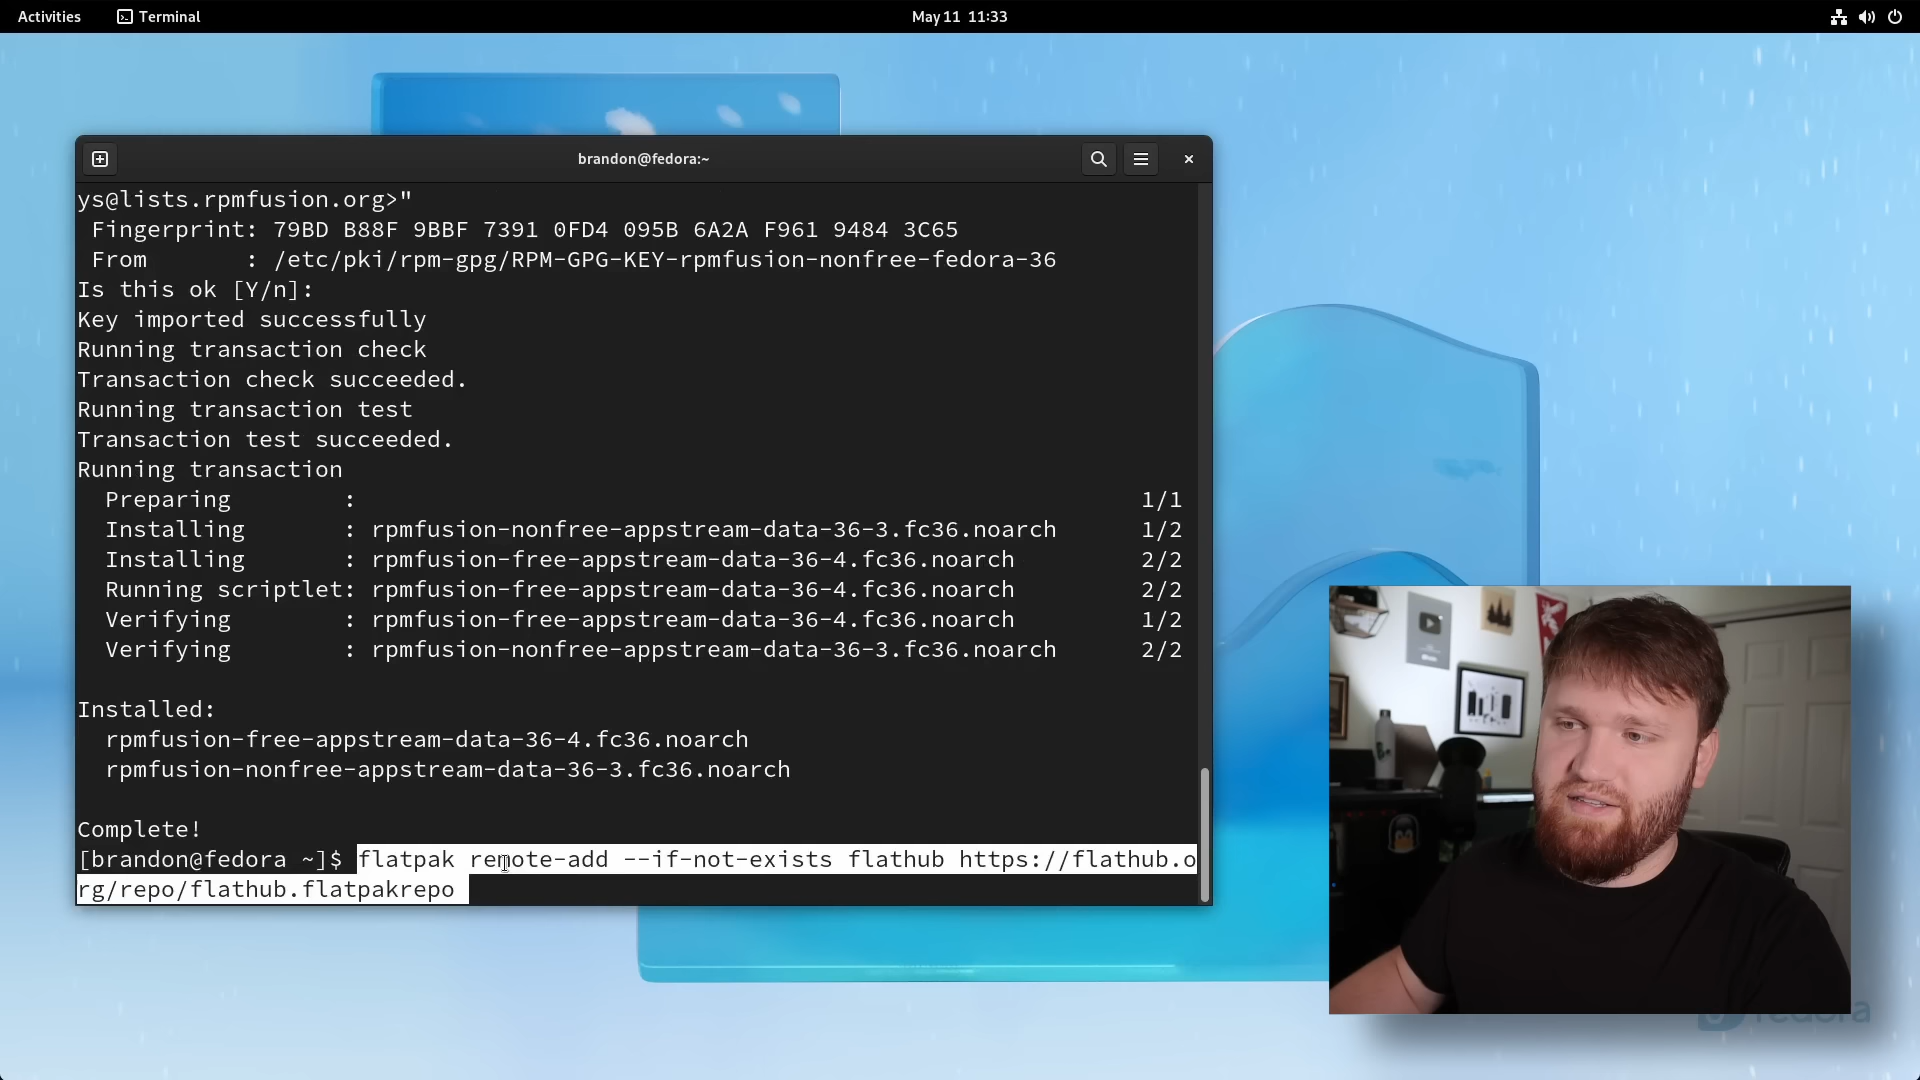 Activities
Terminal
May 11 11:33
brandon@fedora:~
ys@lists.rpmfusion.org>"
Fingerprint: 79BD B88F 9BBF 7391 0FD4 095B 6A2A F961 9484 3C65
From : /etc/pki/rpm-gpg/RPM-GPG-KEY-rpmfusion-nonfree-fedora-36
Is this ok [Y/n]:
Key imported successfully
Running transaction check
Transaction check succeeded.
Running transaction test
Transaction test succeeded.
Running transaction
Preparing : 1/1
Installing : rpmfusion-nonfree-appstream-data-36-3.fc36.noarch 1/2
Installing : rpmfusion-free-appstream-data-36-4.fc36.noarch 2/2
Running scriptlet: rpmfusion-free-appstream-data-36-4.fc36.noarch 2/2
Verifying : rpmfusion-free-appstream-data-36-4.fc36.noarch 1/2
Verifying : rpmfusion-nonfree-appstream-data-36-3.fc36.noarch 2/2
Installed:
rpmfusion-free-appstream-data-36-4.fc36.noarch
rpmfusion-nonfree-appstream-data-36-3.fc36.noarch
Complete!
[brandon@fedora ~]$ flatpak remote-add --if-not-exists flathub https://flathub.o
rg/repo/flathub.flatpakrepo
fedora